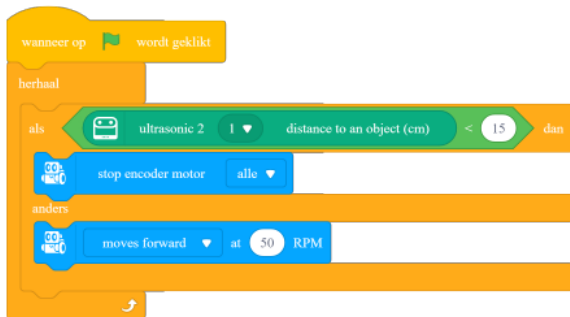 wanneer op wordt geklikt
herhaal
als ultrasonic 2 1 distance to an object (cm) < 15 dan
stop encoder motor alle
anders
moves forward at 50 RPM